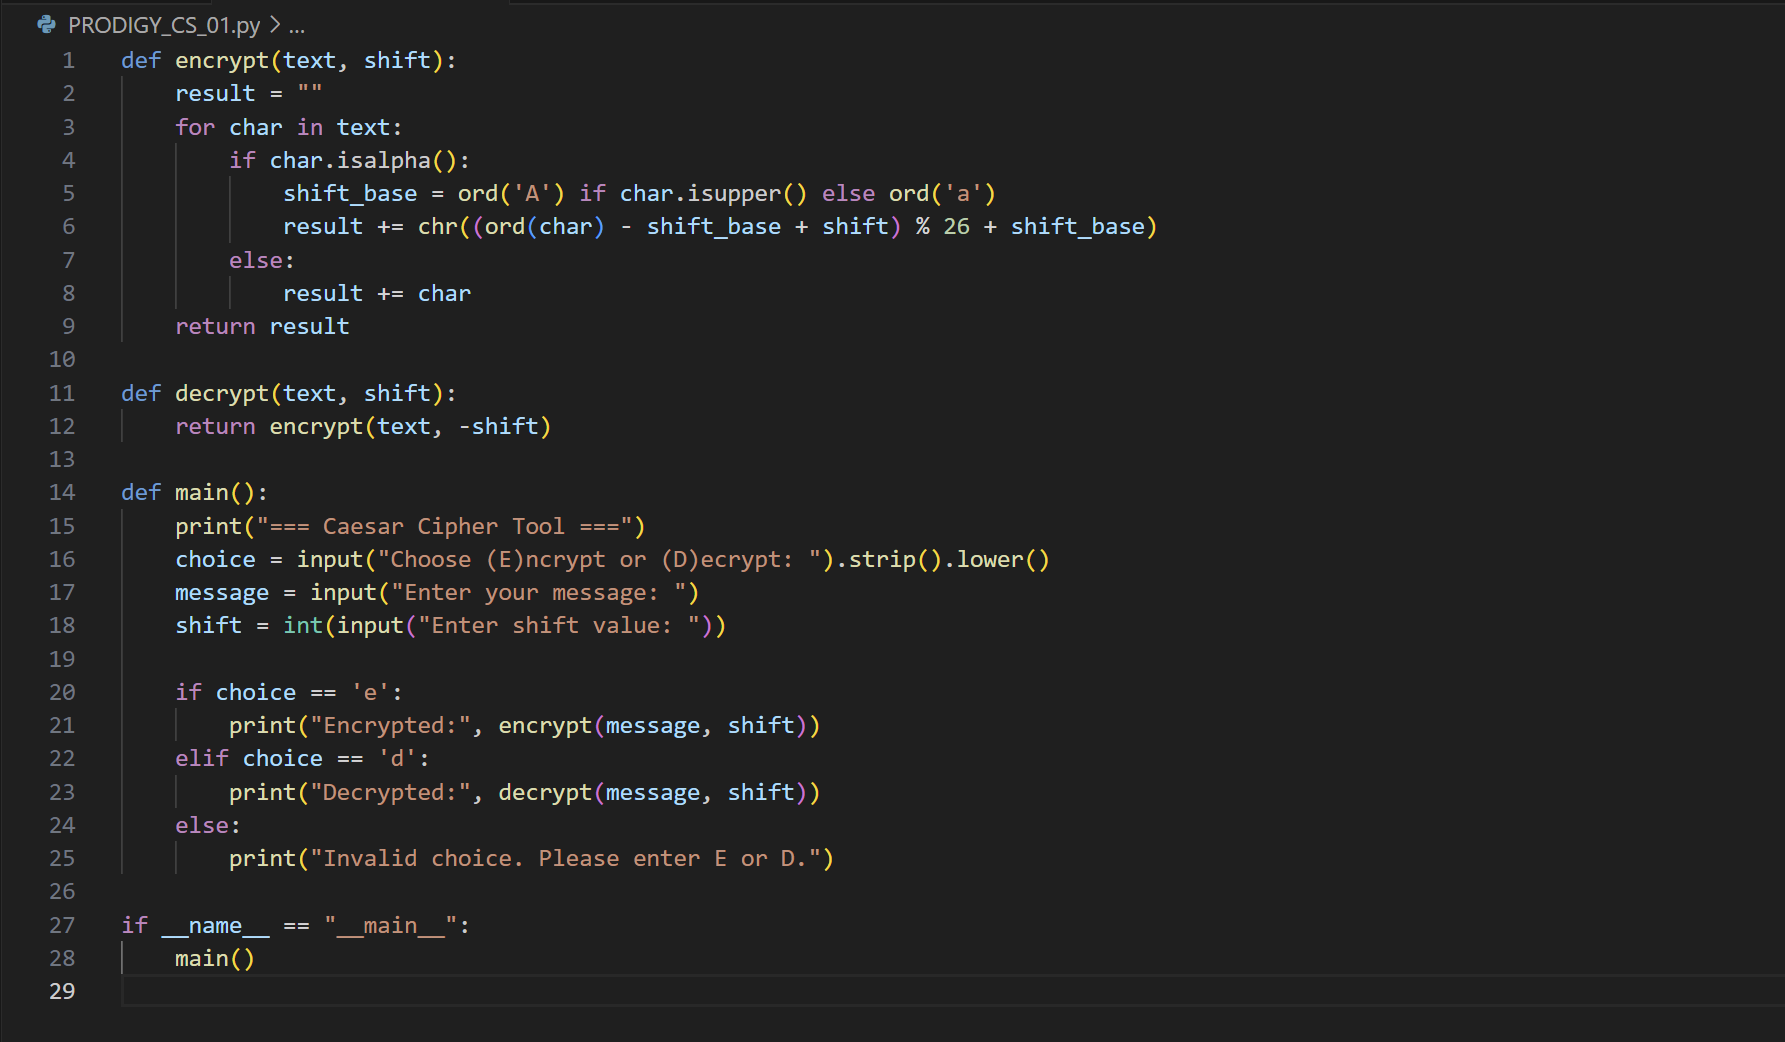 PRODIGY_CS_01.py > ...
1 def encrypt(text, shift):
2     result = ""
3     for char in text:
4         if char.isalpha():
5             shift_base = ord('A') if char.isupper() else ord('a')
6             result += chr((ord(char) - shift_base + shift) % 26 + shift_base)
7         else:
8             result += char
9     return result
10
11 def decrypt(text, shift):
12     return encrypt(text, -shift)
13
14 def main():
15     print("=== Caesar Cipher Tool ===")
16     choice = input("Choose (E)ncrypt or (D)ecrypt: ").strip().lower()
17     message = input("Enter your message: ")
18     shift = int(input("Enter shift value: "))
19
20     if choice == 'e':
21         print("Encrypted:", encrypt(message, shift))
22     elif choice == 'd':
23         print("Decrypted:", decrypt(message, shift))
24     else:
25         print("Invalid choice. Please enter E or D.")
26
27 if __name__ == "__main__":
28     main()
29